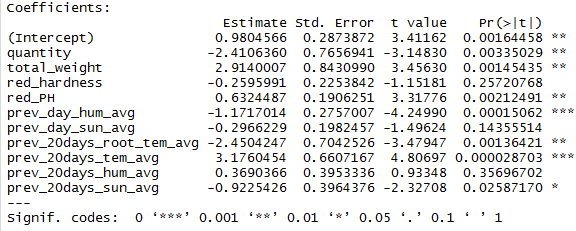 Coefficients:
Estimate Std. Error t value Pr(>|t|)
(Intercept) 0.9804566 0.2873872 3.41162 0.00164458 **
quantity -2.4106360 0.7656941 -3.14830 0.00335029 **
total_weight 2.9140007 0.8430990 3.45630 0.00145435 **
red_hardness -0.2595991 0.2253842 -1.15181 0.25720768
red_PH 0.6324487 0.1906251 3.31776 0.00212491 **
prev_day_hum_avg -1.1717014 0.2757007 -4.24990 0.00015062 ***
prev_day_sun_avg -0.2966229 0.1982457 -1.49624 0.14355514
prev_20days_root_tem_avg -2.4504247 0.7042526 -3.47947 0.00136421 **
prev_20days_tem_avg 3.1760454 0.6607167 4.80697 0.000028703 ***
prev_20days_hum_avg 0.3690366 0.3953336 0.93348 0.35696702
prev_20days_sun_avg -0.9225426 0.3964376 -2.32708 0.02587170 *
---
Signif. codes: 0 ‘***’ 0.001 ‘**’ 0.01 ‘*’ 0.05 ‘.’ 0.1 ‘ ’ 1